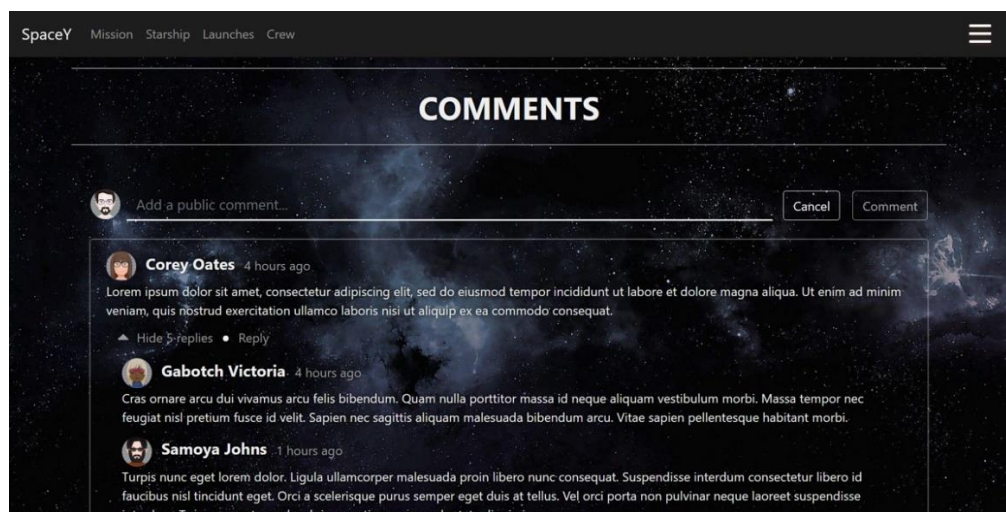 SpaceY Mission Starship Launches Crew
COMMENTS
Add a public comment...
Cancel Comment
Corey Oates 4 hours ago
Lorem ipsum dolor sit amet, consectetur adipiscing elit, sed do eiusmod tempor incididunt ut labore et dolore magna aliqua. Ut enim ad minim
veniam, quis nostrud exercitation ullamco laboris nisi ut aliquip ex ea commodo consequat.
Hide 5 replies • Reply
Gabotch Victoria 4 hours ago
Cras ornare arcu dui vivamus arcu felis bibendum. Quam nulla porttitor massa id neque aliquam vestibulum morbi. Massa tempor nec
feugiat nisl pretium fusce id velit. Sapien nec sagittis aliquam malesuada bibendum arcu. Vitae sapien pellentesque habitant morbi.
Samoya Johns 1 hours ago
Turpis nunc eget lorem dolor. Ligula ullamcorper malesuada proin libero nunc consequat. Suspendisse interdum consectetur libero id
faucibus nisl tincidunt eget. Orci a scelerisque purus semper eget duis at tellus. Vel orci porta non pulvinar neque laoreet suspendisse